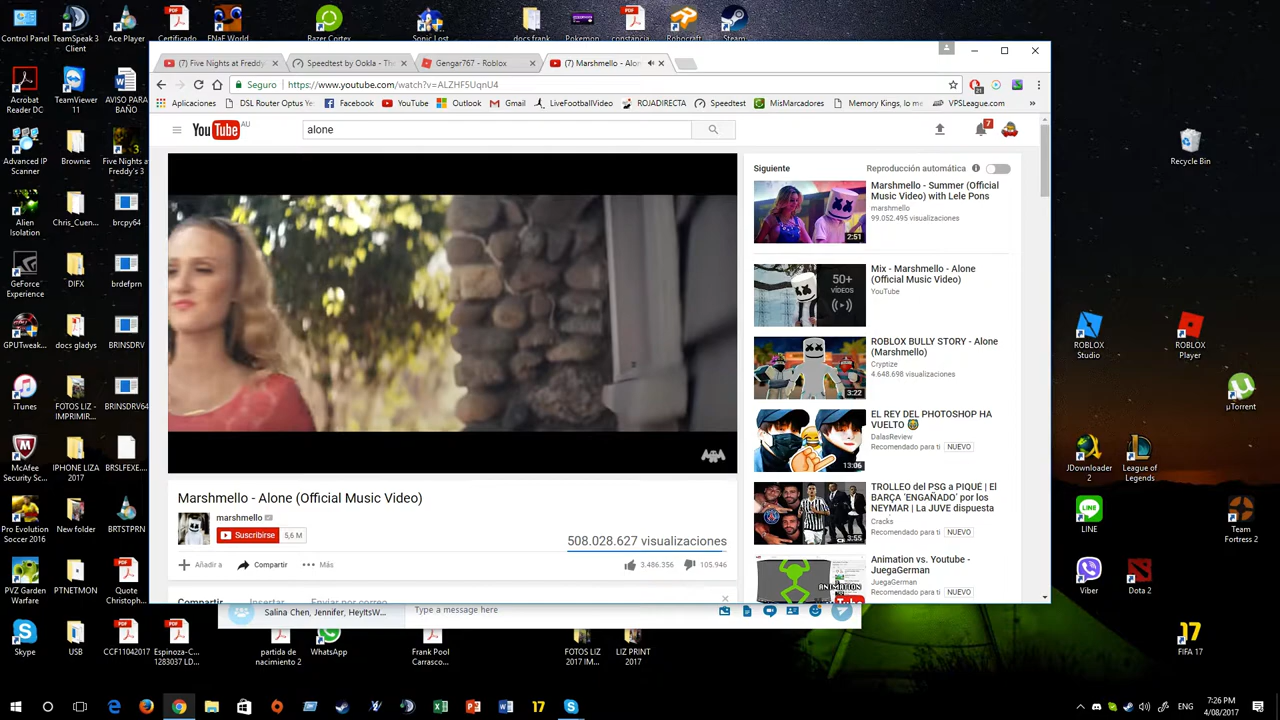 Control Panel
TeamSpeak 3 Client
Ace Player
Certificado
FNaF World
Razer Cortex
Sonic Lost
docs frank
Pokemon
constancia
Robocraft
Steam
(7) Five Nights at Freddy
Speedtest by Ookla - The
Gengar767 - Roblox
(7) Marshmello - Alon
Seguro
https://www.youtube.com/watch?v=ALZHF5UqnU4
Aplicaciones
DSL Router Optus Ye
Facebook
YouTube
Outlook
Gmail
LiveFootballVideo
ROJADIRECTA
Speedtest
MisMarcadores
Memory Kings, lo me
VPSLeague.com
»
YouTube AU
alone
7
Siguiente
Reproducción automática
Marshmello - Summer (Official
Music Video) with Lele Pons
marshmello
99.052.495 visualizaciones
2:51
Mix - Marshmello - Alone
(Official Music Video)
YouTube
50+
VÍDEOS
ROBLOX BULLY STORY - Alone
(Marshmello)
Cryptize
4.648.698 visualizaciones
3:22
EL REY DEL PHOTOSHOP HA
VUELTO
DalasReview
Recomendado para ti NUEVO
13:06
TROLLEO del PSG a PIQUÉ | El
BARÇA 'ENGAÑADO' por los
NEYMAR | La JUVE dispuesta
Cracks
Recomendado para ti NUEVO
3:55
Animation vs. Youtube -
JuegaGerman
JuegaGerman
Recomendado para ti NUEVO
ANIMATION
Marshmello - Alone (Official Music Video)
marshmello
Suscribirse 5,6 M
508.028.627 visualizaciones
Añadir a
Compartir
Más
3.486.356
105.946
Compartir
Insertar
Enviar por correo
Salina Chen, Jennifer, HeyItsW...
Type a message here
Acrobat Reader DC
TeamViewer
AVISO PARA BAÑO
Advanced IP Scanner
Brownie
Five Nights at Freddy's 3
Alien Isolation
Chris_Cuen...
brcpy64
GeForce Experience
DIFX
brdefprn
GPUTweak...
docs gladys
BRINSDRV
iTunes
FOTOS LIZ - IMPRIMIR...
BRINSDRV64
McAfee Security Sc...
IPHONE LIZA 2017
BRSLFEXE...
Pro Evolution Soccer 2016
New folder
BRTSTPRN
PVZ Garden Warfare
PTNETMON
Quote Christoph...
Skype
USB
CCF11042017
Espinoza-C... 1283037 LD...
partida de nacimiento 2
WhatsApp
Frank Pool Carrasco...
FOTOS LIZ 2017 IM...
LIZ PRINT 2017
Recycle Bin
ROBLOX Studio
ROBLOX Player
µTorrent
JDownloader 2
League of Legends
LINE
Team Fortress 2
Viber
Dota 2
17
FIFA 17
17
ENG
7:26 PM
4/08/2017